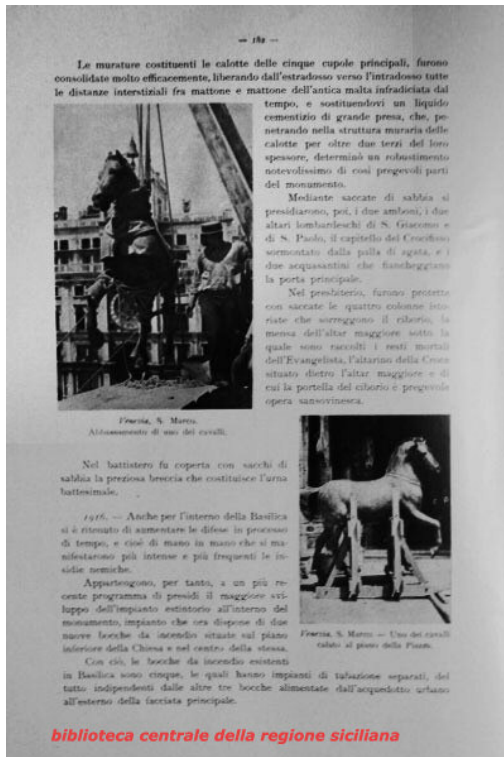 — 182 —
Le murature costituenti le calotte delle cinque cupole principali, furono
consolidate molto efficacemente, liberando dall'estradosso verso l'intradosso tutte
le distanze interstiziali fra mattone e mattone dell'antica malta infradiciata dal
tempo, e sostituendovi un liquido
cementizio di grande presa, che, pe-
netrando nella struttura muraria delle
calotte per oltre due terzi del loro
spessore, determinò un robustimento
notevolissimo di così pregevoli parti
del monumento.
Mediante saccate di sabbia si
presidiarono, poi, i due amboni, i due
altari lombardeschi di S. Giacomo e
di S. Paolo, il capitello del Crocifisso
sormontato dalla palla di agata, e i
due acquasantini che fiancheggiano
la porta principale.
Nel presbiterio, furono protette
con saccate le quattro colonne isto-
riate che sorreggono il ciborio, la
mensa dell'altar maggiore sotto la
quale sono raccolti i resti mortali
dell'Evangelista, l'altarino della Croce
situato dietro l'altar maggiore e di
cui la portella del ciborio è pregevole
opera sansovinesca.
Venezia, S. Marco.
Abbassamento di uno dei cavalli.
Nel battistero fu coperta con sacchi di
sabbia la preziosa breccia che costituisce l'urna
battesimale.
1916. — Anche per l'interno della Basilica
si è ritenuto di aumentare le difese in processo
di tempo, e cioè di mano in mano che si ma-
nifestarono più intense e più frequenti le in-
sidie nemiche.
Appartengono, per tanto, a un più re-
cente programma di presidi il maggiore svi-
luppo dell'impianto estintorio all'interno del
monumento, impianto che ora dispone di due
nuove bocche da incendio situate sul piano
inferiore della Chiesa e nel centro della stessa.
Venezia, S. Marco — Uno dei cavalli
calato al piano della Piazza.
Con ciò, le bocche da incendio esistenti
in Basilica sono cinque, le quali hanno impianti di tubazione separati, del
tutto indipendenti dalle altre tre bocche alimentate dall'acquedotto urbano
all'esterno della facciata principale.
biblioteca centrale della regione siciliana